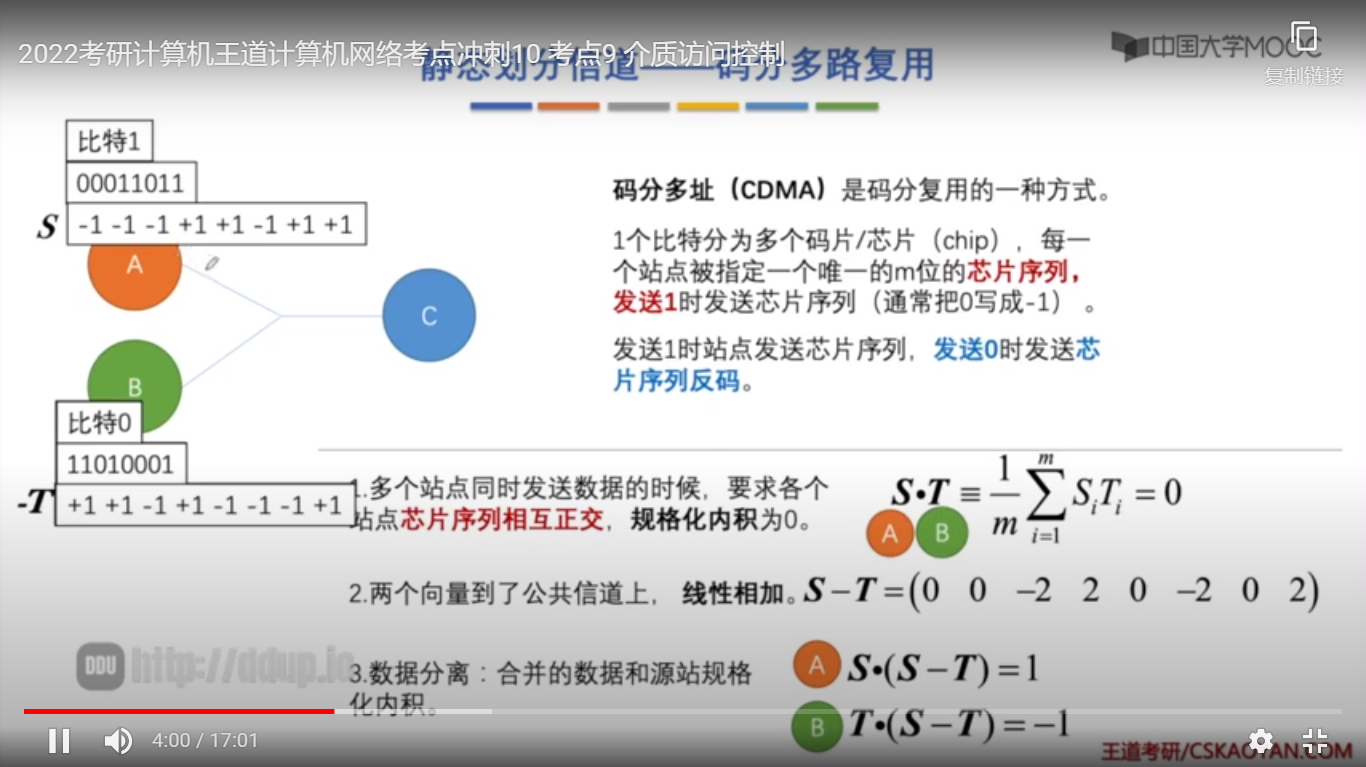 2022考研计算机王道计算机网络考点冲刺10 考点9 介质访问控制
静态划分信道——码分多路复用
中国大学MOOC
复制链接
比特1
00011011
S
-1 -1 -1 +1 +1 -1 +1 +1
A
B
C
比特0
11010001
-T
+1 +1 -1 +1 -1 -1 -1 +1
码分多址（CDMA）是码分复用的一种方式。
1个比特分为多个码片/芯片（chip），每一
个站点被指定一个唯一的m位的芯片序列，
发送1时发送芯片序列（通常把0写成-1）。
发送1时站点发送芯片序列，发送0时发送芯
片序列反码。
1.多个站点同时发送数据的时候，要求各个
站点芯片序列相互正交，规格化内积为0。
S•T ≡ 1/m ∑_{i=1}^{m} S_i T_i = 0
A B
2.两个向量到了公共信道上，线性相加。
S－T＝(0 0 －2 2 0 －2 0 2)
3.数据分离：合并的数据和源站规格
化内积。
A S•(S－T)＝1
B T•(S－T)＝－1
DDU http://ddup.io
4:00 / 17:01
王道考研/CSKAOYAN.COM